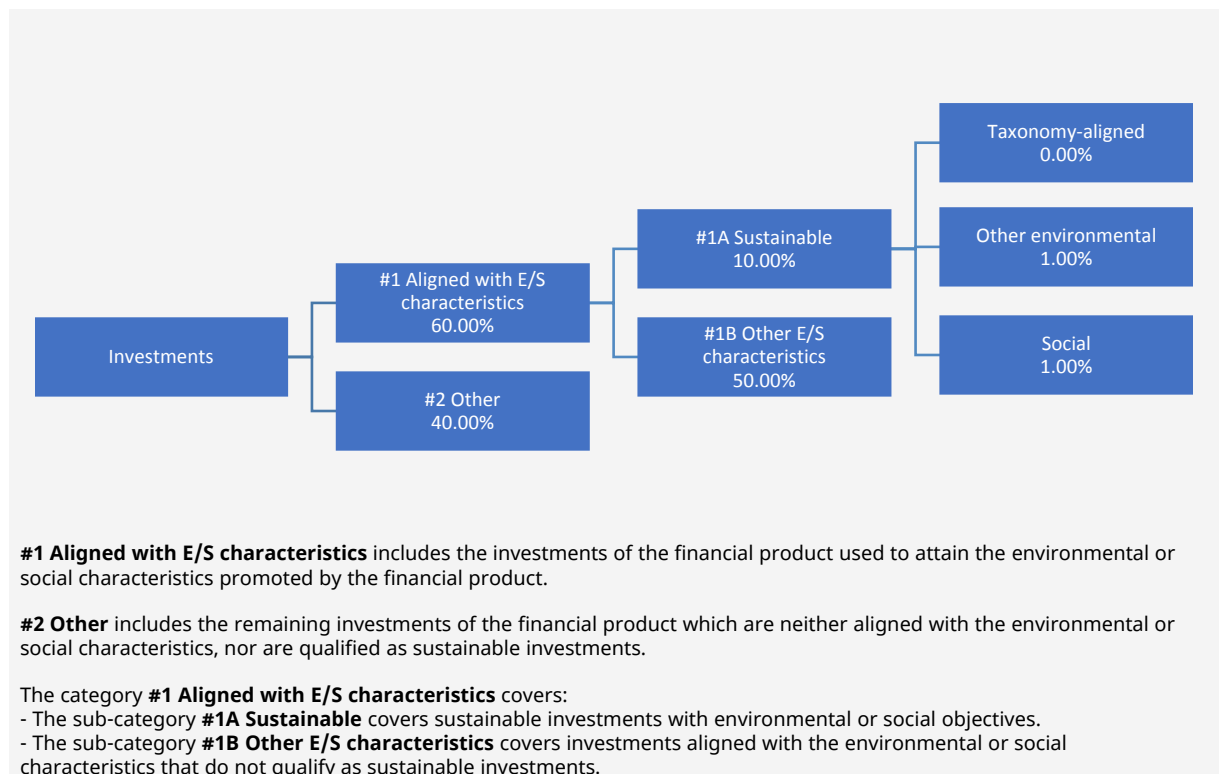 Taxonomy-aligned
0.00%
#1A Sustainable
10.00%
Other environmental
1.00%
#1 Aligned with E/S
characteristics
60.00%
Investments
#1B Other E/S
characteristics
50.00%
Social
1.00%
#2 Other
40.00%
#1 Aligned with E/S characteristics includes the investments of the financial product used to attain the environmental or
social characteristics promoted by the financial product.
#2 Other includes the remaining investments of the financial product which are neither aligned with the environmental or
social characteristics, nor are qualified as sustainable investments.
The category #1 Aligned with E/S characteristics covers:
- The sub-category #1A Sustainable covers sustainable investments with environmental or social objectives.
- The sub-category #1B Other E/S characteristics covers investments aligned with the environmental or social
characteristics that do not qualify as sustainable investments.